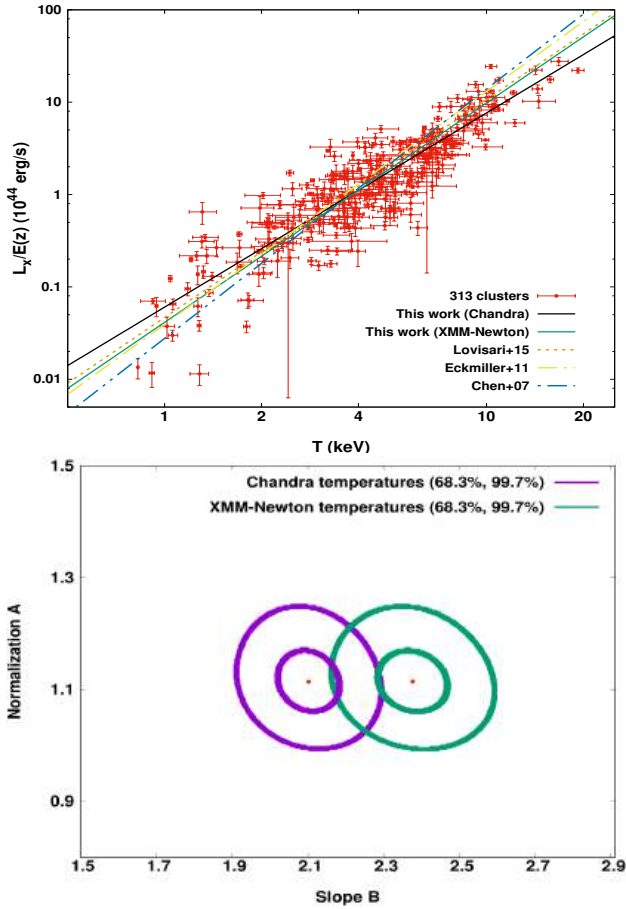 100
10
1
0.1
0.01
Lx/E(z) (10^44 erg/s)
313 clusters
This work (Chandra)
This work (XMM-Newton)
Lovisari+15
Eckmiller+11
Chen+07
1 2 4 10 20
T (keV)
1.5
1.3
1.1
0.9
Normalization A
Chandra temperatures (68.3%, 99.7%)
XMM-Newton temperatures (68.3%, 99.7%)
1.5 1.7 1.9 2.1 2.3 2.5 2.7 2.9
Slope B